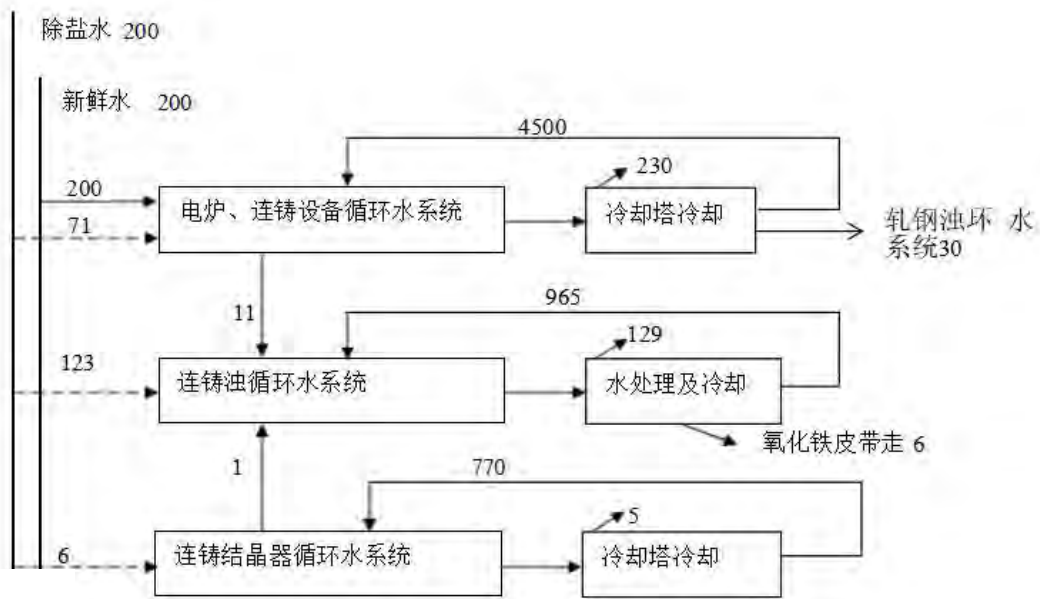 除盐水 200
新鲜水 200
4500
230
200
电炉、连铸设备循环水系统
冷却塔冷却
轧钢浊环 水
系统30
71
11
965
129
123
连铸浊循环水系统
水处理及冷却
氧化铁皮带走 6
1
770
5
6
连铸结晶器循环水系统
冷却塔冷却